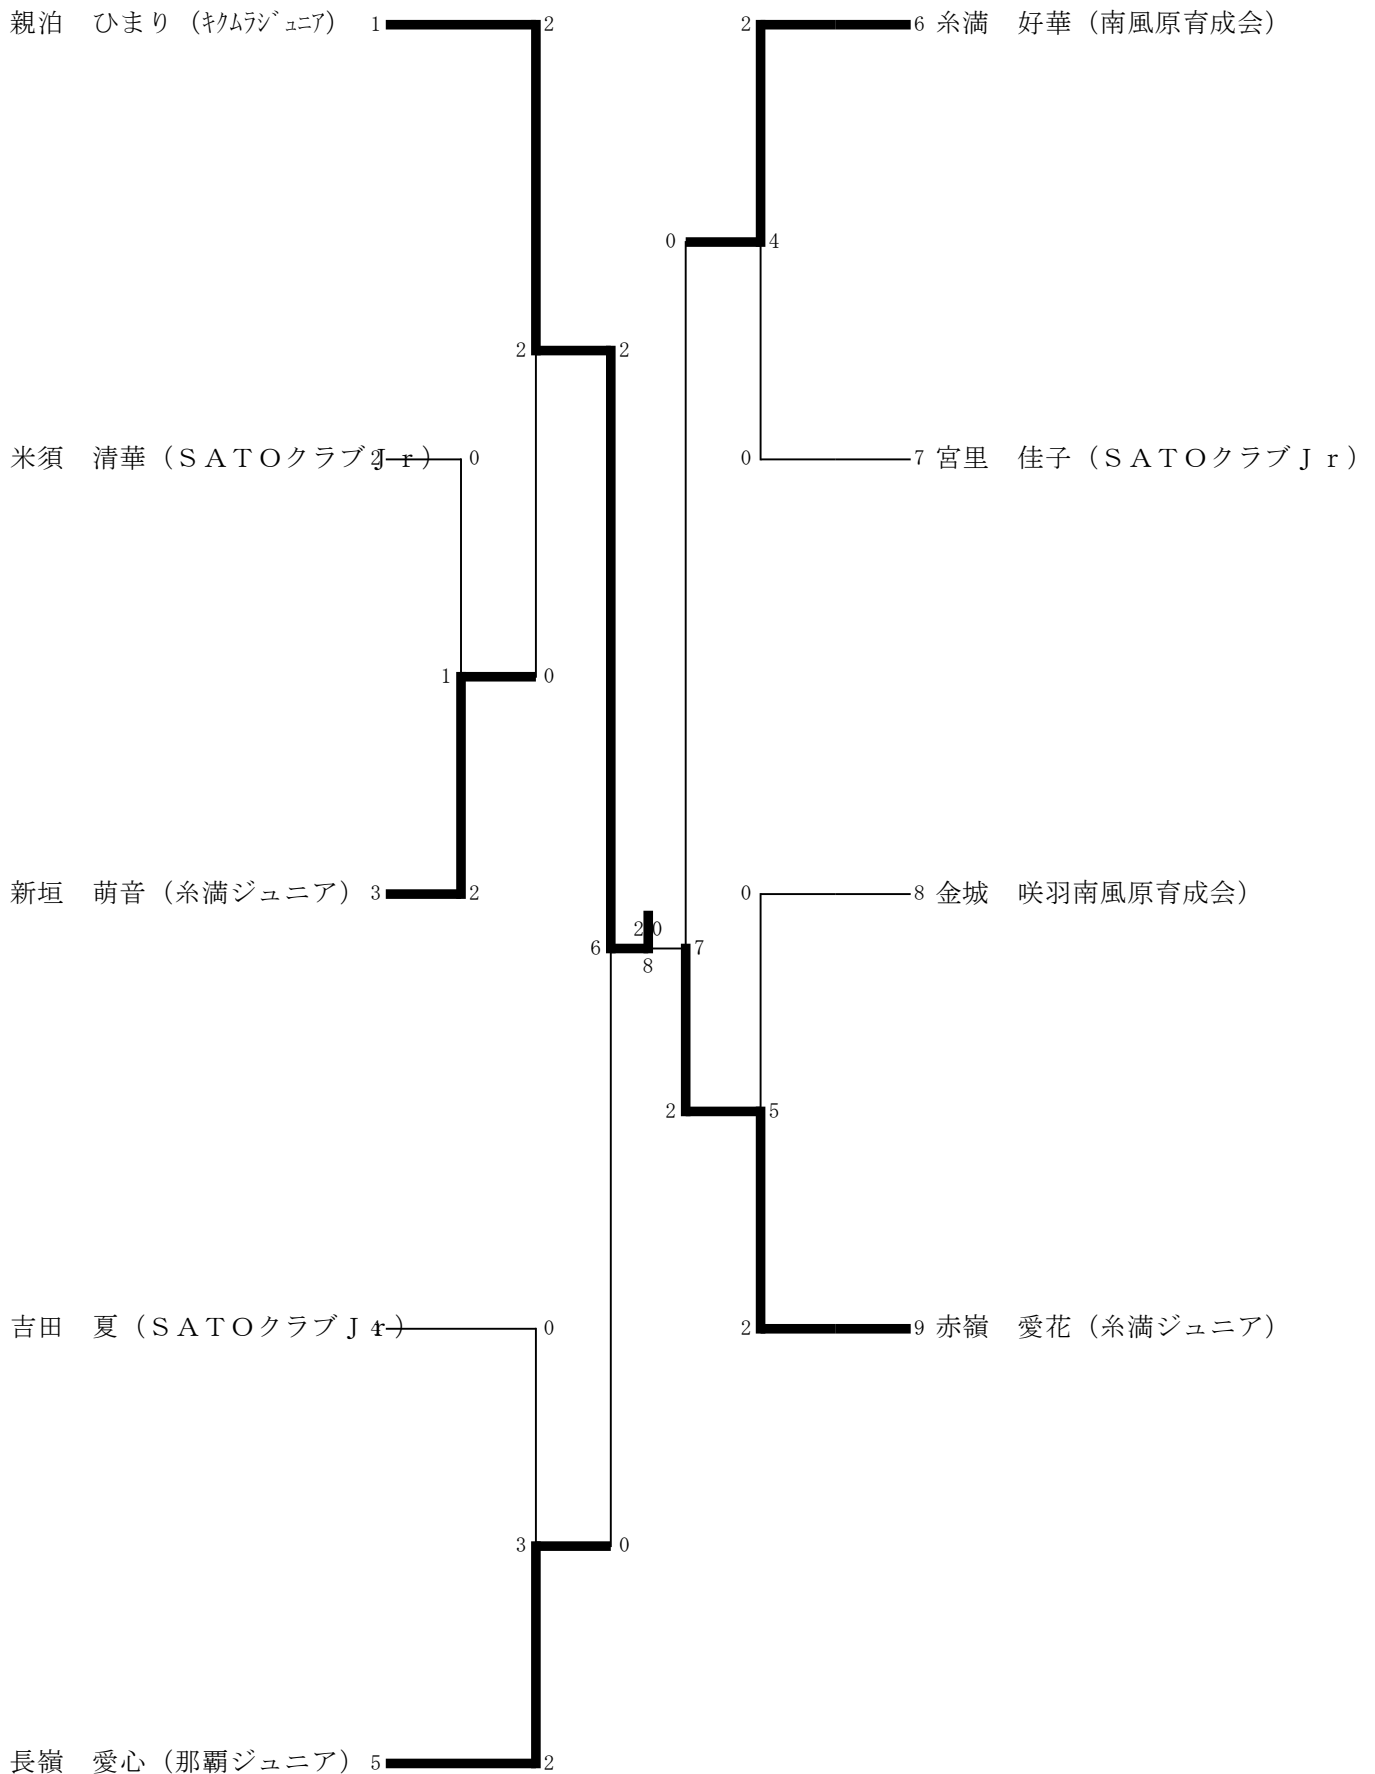 親泊　ひまり（ｷｸﾑﾗｼﾞｭﾆｱ） 1 2
2 6 糸満　好華（南風原育成会）
0 4
2 2
米須　清華（ＳＡＴＯクラブＪｒ） 2 0
0 7 宮里　佳子（ＳＡＴＯクラブＪｒ）
1 0
新垣　萌音（糸満ジュニア） 3 2
0 8 金城　咲羽南風原育成会）
2 0
6 7
8
2 5
吉田　夏（ＳＡＴＯクラブＪｒ） 4 0
2 9 赤嶺　愛花（糸満ジュニア）
3 0
長嶺　愛心（那覇ジュニア） 5 2